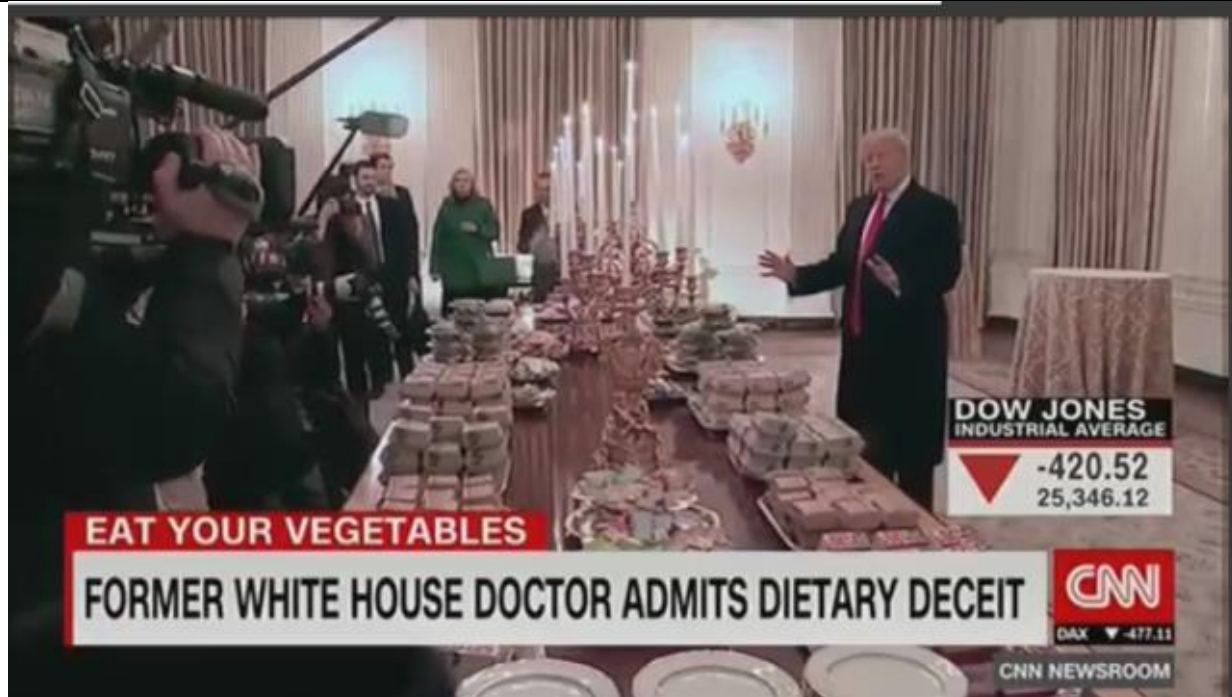 DOW JONES
INDUSTRIAL AVERAGE
-420.52
25,346.12
EAT YOUR VEGETABLES
FORMER WHITE HOUSE DOCTOR ADMITS DIETARY DECEIT
CNN
DAX ▼ -477.11
CNN NEWSROOM